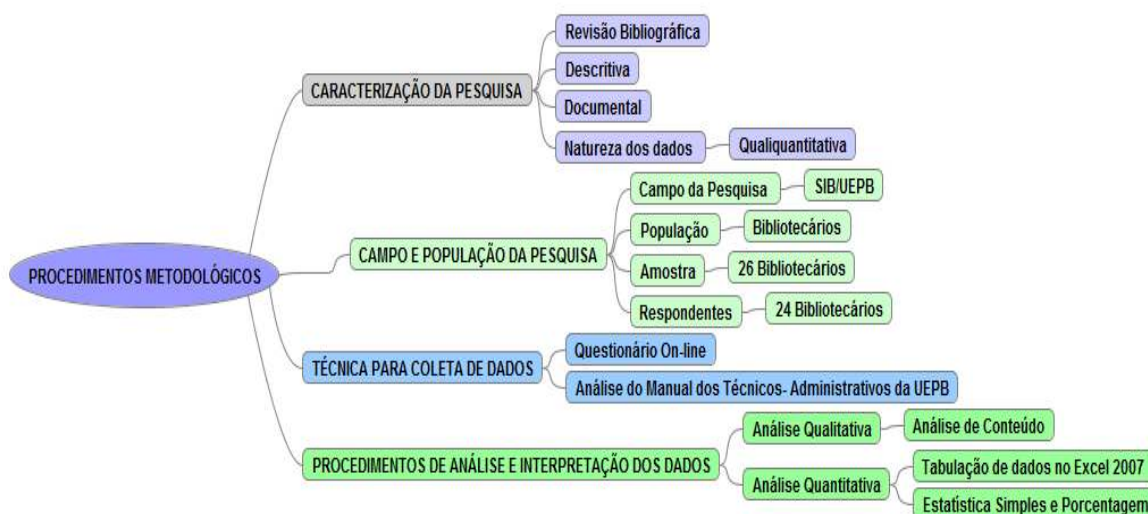 PROCEDIMENTOS METODOLÓGICOS
CARACTERIZAÇÃO DA PESQUISA
Revisão Bibliográfica
Descritiva
Documental
Natureza dos dados
Qualiquantitativa
CAMPO E POPULAÇÃO DA PESQUISA
Campo da Pesquisa
SIB/UEPB
População
Bibliotecários
Amostra
26 Bibliotecários
Respondentes
24 Bibliotecários
TÉCNICA PARA COLETA DE DADOS
Questionário On-line
Análise do Manual dos Técnicos- Administrativos da UEPB
PROCEDIMENTOS DE ANÁLISE E INTERPRETAÇÃO DOS DADOS
Análise Qualitativa
Análise de Conteúdo
Análise Quantitativa
Tabulação de dados no Excel 2007
Estatística Simples e Porcentagem